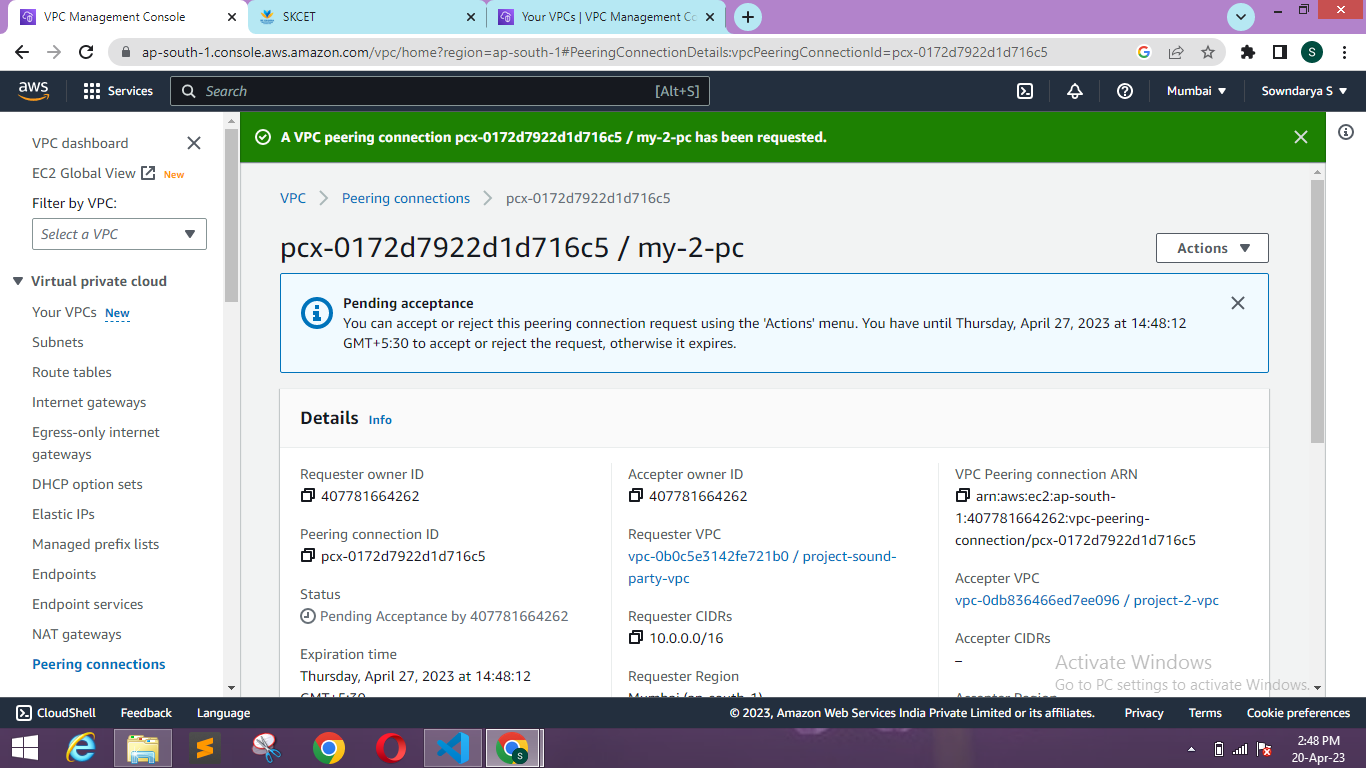 VPC Management Console
SKCET
Your VPCs | VPC Management Co
ap-south-1.console.aws.amazon.com/vpc/home?region=ap-south-1#PeeringConnectionDetails:vpcPeeringConnectionId=pcx-0172d7922d1d716c5
S
aws
Services
Search
[Alt+S]
Mumbai
Sowndarya S
VPC dashboard
EC2 Global View New
Filter by VPC:
Select a VPC
Virtual private cloud
Your VPCs New
Subnets
Route tables
Internet gateways
Egress-only internet
gateways
DHCP option sets
Elastic IPs
Managed prefix lists
Endpoints
Endpoint services
NAT gateways
Peering connections
A VPC peering connection pcx-0172d7922d1d716c5 / my-2-pc has been requested.
VPC
Peering connections
pcx-0172d7922d1d716c5
pcx-0172d7922d1d716c5 / my-2-pc
Actions
Pending acceptance
You can accept or reject this peering connection request using the 'Actions' menu. You have until Thursday, April 27, 2023 at 14:48:12
GMT+5:30 to accept or reject the request, otherwise it expires.
Details Info
Requester owner ID
407781664262
Peering connection ID
pcx-0172d7922d1d716c5
Status
Pending Acceptance by 407781664262
Expiration time
Thursday, April 27, 2023 at 14:48:12
GMT+5:30
Accepter owner ID
407781664262
Requester VPC
vpc-0b0c5e3142fe721b0 / project-sound-
party-vpc
Requester CIDRs
10.0.0.0/16
Requester Region
Mumbai (ap-south-1)
VPC Peering connection ARN
arn:aws:ec2:ap-south-
1:407781664262:vpc-peering-
connection/pcx-0172d7922d1d716c5
Accepter VPC
vpc-0db836466ed7ee096 / project-2-vpc
Accepter CIDRs
–
Accepter Region
Activate Windows
Go to PC settings to activate Windows.
CloudShell
Feedback
Language
© 2023, Amazon Web Services India Private Limited or its affiliates.
Privacy
Terms
Cookie preferences
2:48 PM
20-Apr-23